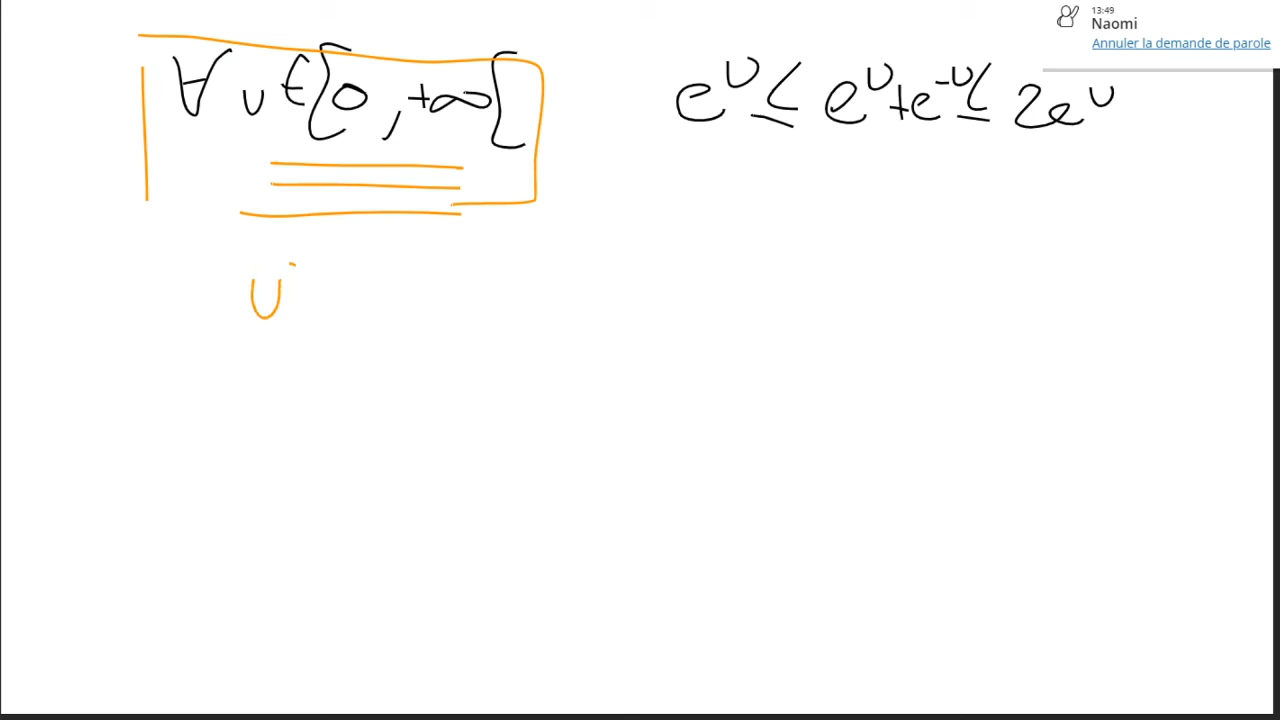 ∀ u ∈ [0, +∞[ e^u ≤ e^u + e^-u ≤ 2e^u
u
13:49
Naomi
Annuler la demande de parole